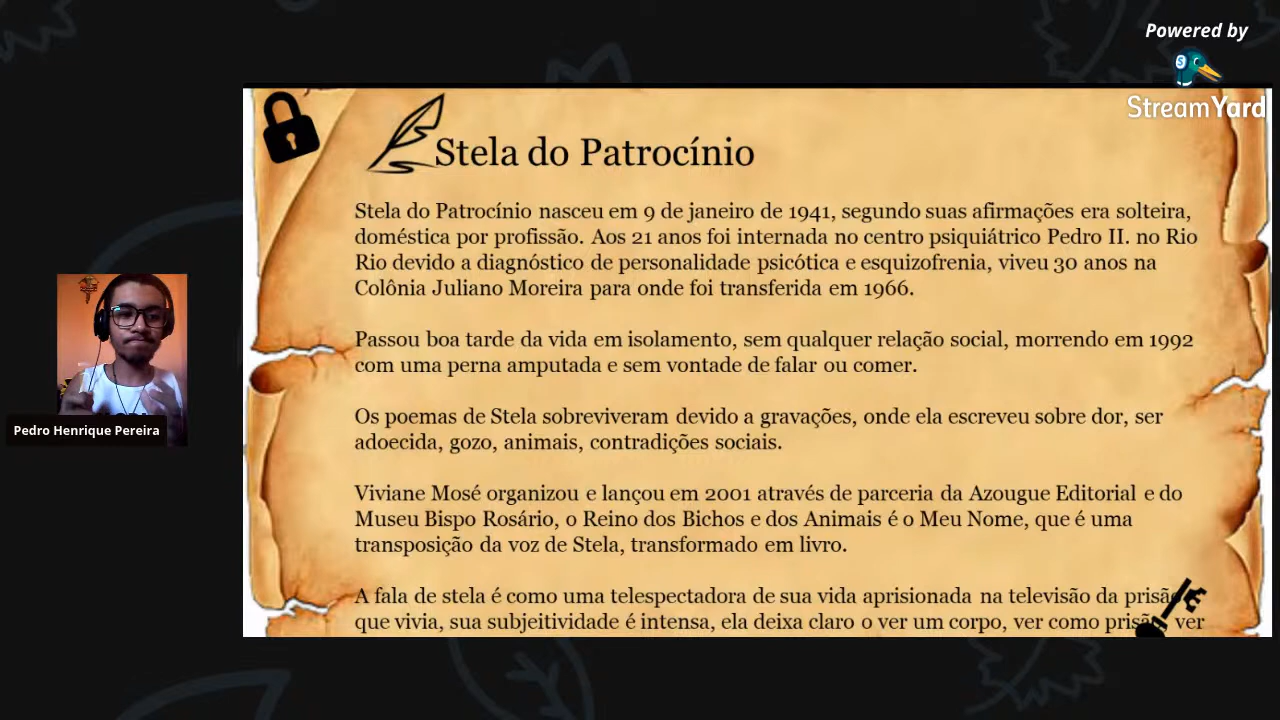 Powered by
StreamYard
Stela do Patrocínio
Stela do Patrocínio nasceu em 9 de janeiro de 1941, segundo suas afirmações era solteira,
doméstica por profissão. Aos 21 anos foi internada no centro psiquiátrico Pedro II. no Rio
Rio devido a diagnóstico de personalidade psicótica e esquizofrenia, viveu 30 anos na
Colônia Juliano Moreira para onde foi transferida em 1966.
Passou boa tarde da vida em isolamento, sem qualquer relação social, morrendo em 1992
com uma perna amputada e sem vontade de falar ou comer.
Os poemas de Stela sobreviveram devido a gravações, onde ela escreveu sobre dor, ser
adoecida, gozo, animais, contradições sociais.
Viviane Mosé organizou e lançou em 2001 através de parceria da Azougue Editorial e do
Museu Bispo Rosário, o Reino dos Bichos e dos Animais é o Meu Nome, que é uma
transposição da voz de Stela, transformado em livro.
A fala de stela é como uma telespectadora de sua vida aprisionada na televisão da prisão
que vivia, sua subjeitividade é intensa, ela deixa claro o ver um corpo, ver como prisão, ver
Pedro Henrique Pereira